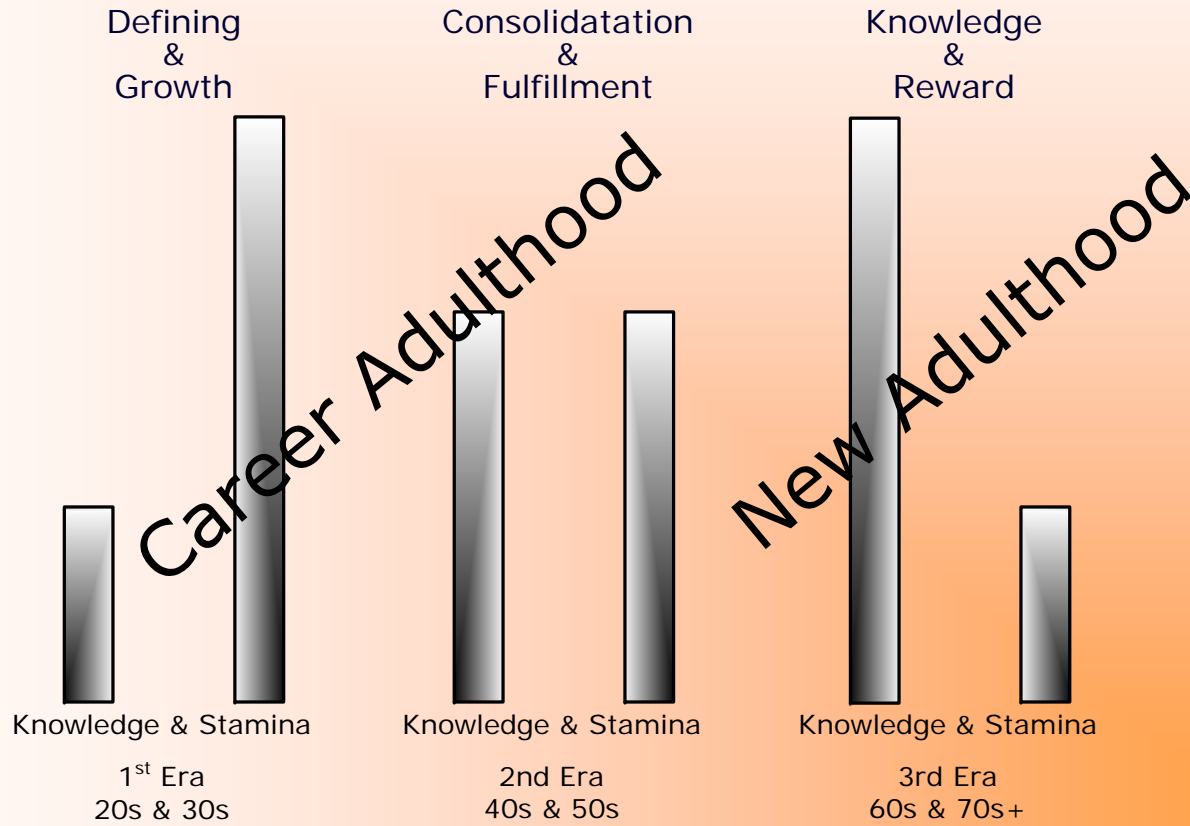 Defining
&
Growth
Consolidatation
&
Fulfillment
Knowledge
&
Reward
Career Adulthood
New Adulthood
Knowledge & Stamina
1st Era
20s & 30s
Knowledge & Stamina
2nd Era
40s & 50s
Knowledge & Stamina
3rd Era
60s & 70s+